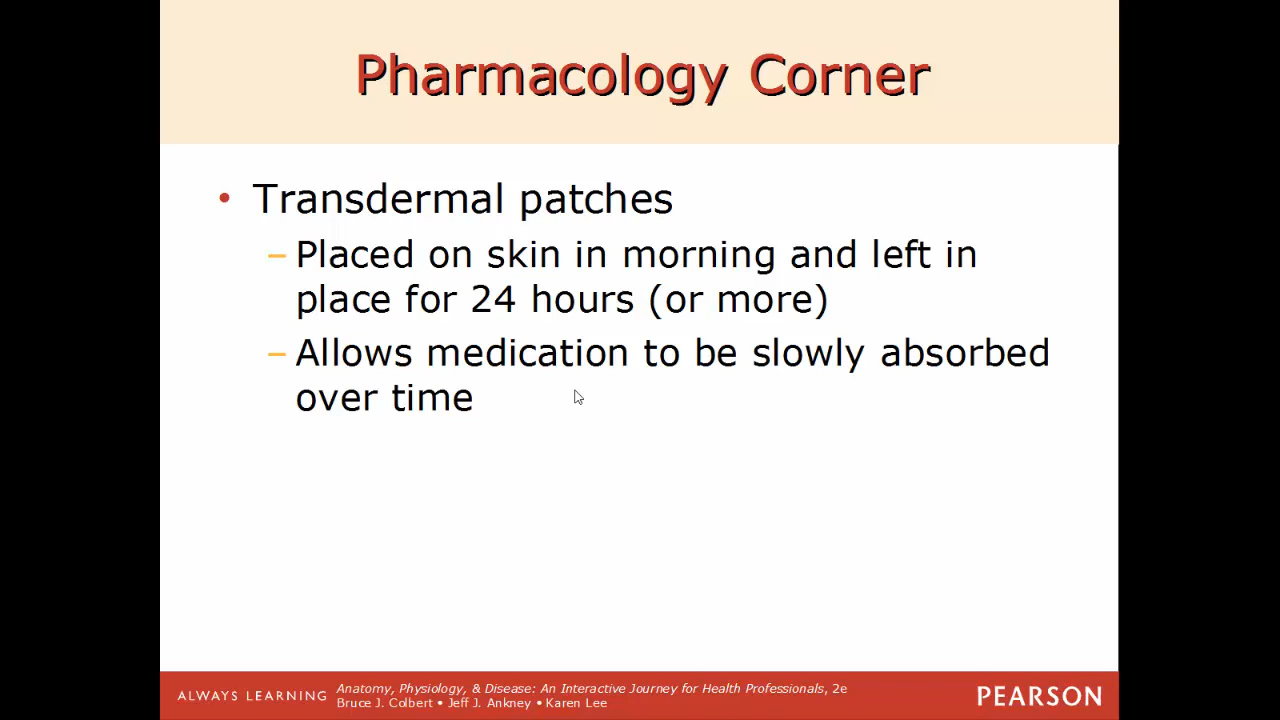 Pharmacology Corner
• Transdermal patches
– Placed on skin in morning and left in
place for 24 hours (or more)
– Allows medication to be slowly absorbed
over time
ALWAYS LEARNING
Anatomy, Physiology, & Disease: An Interactive Journey for Health Professionals, 2e
Bruce J. Colbert • Jeff J. Ankney • Karen Lee
PEARSON